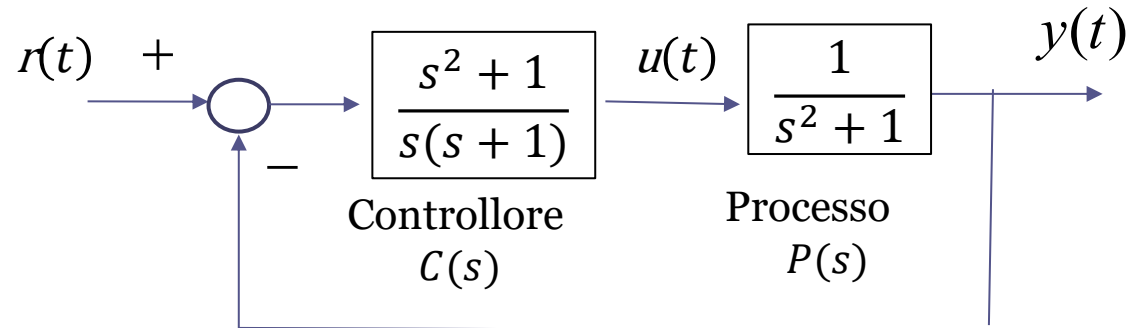 r(t) + u(t) y(t)
s² + 1
s(s + 1)
1
s² + 1
−
Controllore
C(s)
Processo
P(s)